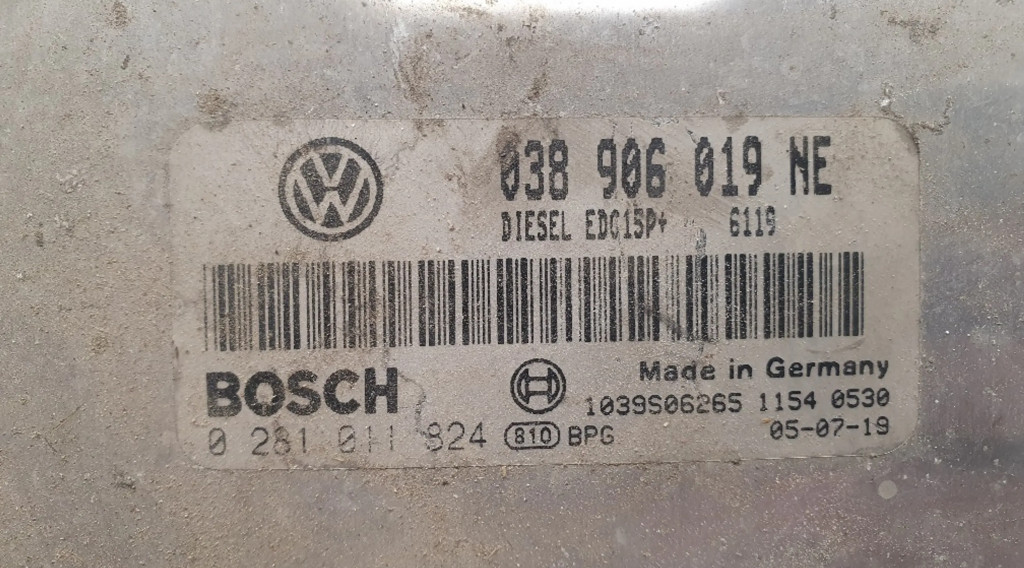 038 906 019 NE
DIESEL EDC15P+ 6119
BOSCH
Made in Germany
1039S06265 1154 0530
0 281 011 824 810 BPG
05-07-19